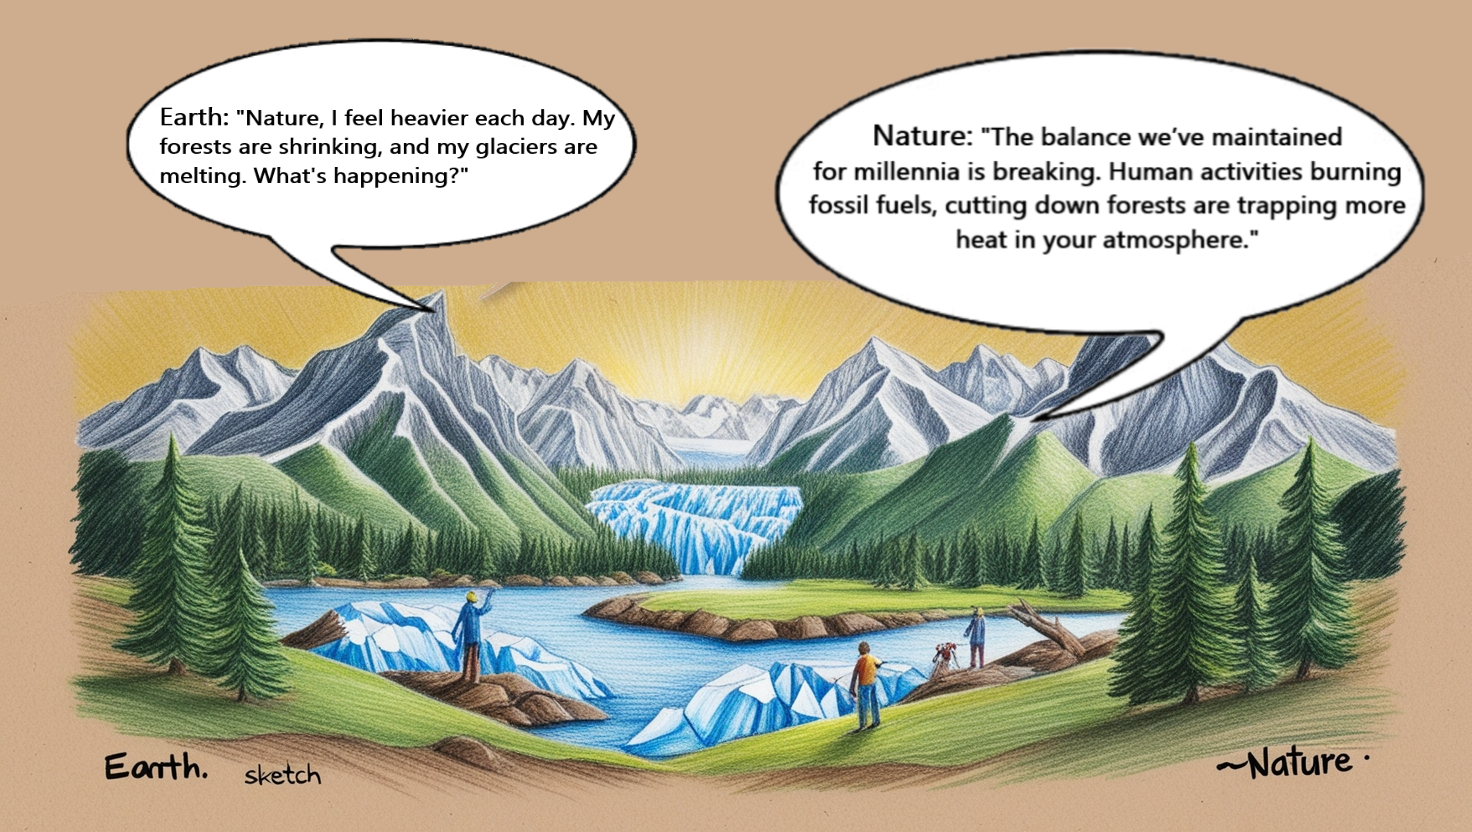 Earth: "Nature, I feel heavier each day. My
forests are shrinking, and my glaciers are
melting. What's happening?"
Nature: "The balance we’ve maintained
for millennia is breaking. Human activities burning
fossil fuels, cutting down forests are trapping more
heat in your atmosphere."
Earth.
sketch
~Nature .